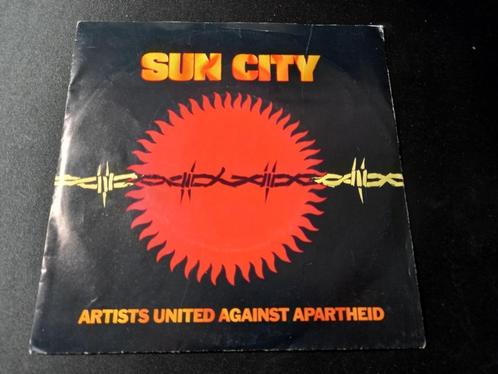 SUN CITY
ARTISTS UNITED AGAINST APARTHEID